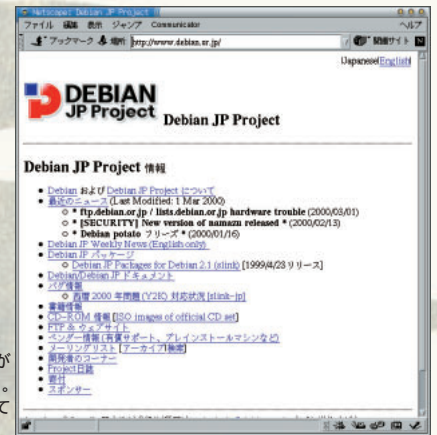 Netscape: Debian JP Project
ファイル 編集 表示 ジャンプ Communicator ヘルプ
ブックマーク 場所 http://www.debian.or.jp/ 関連サイト
[Japanese|English]
DEBIAN
JP Project
Debian JP Project
Debian JP Project 情報
Debian および Debian JP Project について
最近のニュース (Last Modified: 1 Mar 2000)
* ftp.debian.or.jp / lists.debian.or.jp hardware trouble (2000/03/01)
* [SECURITY] New version of namazu released * (2000/02/13)
* Debian potato フリーズ * (2000/01/16)
Debian JP Weekly News (English only)
Debian JP パッケージ
Debian JP Packages for Debian 2.1 (slink) [1999/4/23 リリース]
Debian/Debian JP ドキュメント
バグ情報
西暦 2000 年問題 (Y2K) 対応状況 [slink-jp]
書籍情報
CD-ROM 情報 [ISO images of official CD set]
FTP & ウェブサイト
ベンダー情報 (有償サポート、プレインストールマシンなど)
メーリングリスト [アーカイブ検索]
開発者のコーナー
Project日誌
寄付
スポンサー
が
。
て